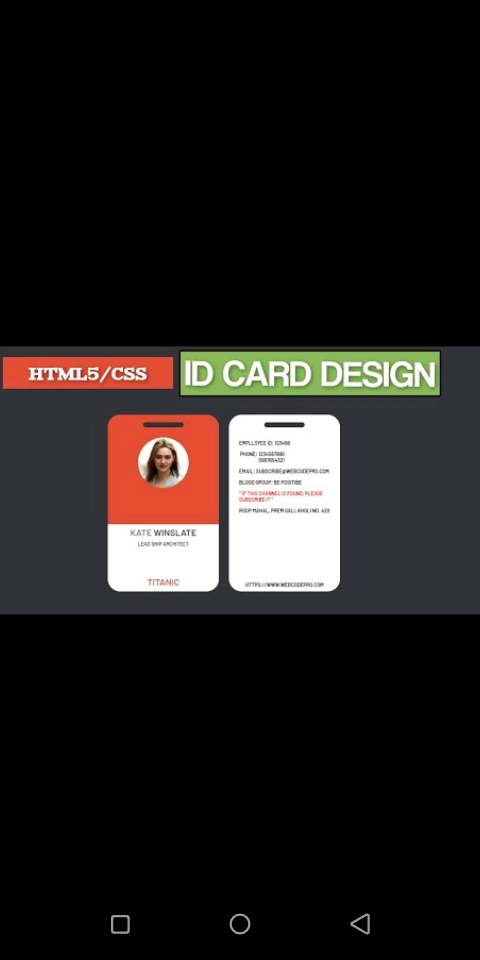 HTML5/CSS
ID CARD DESIGN
KATE WINSLATE
LEAD SHIP ARCHITECT
TITANIC
EMPLLOYEE ID: 123456
PHONE: 1234567890
0987654321
EMAIL: SUBSCRIBE@WEBCODEPRO.COM
BLOOD GROUP: BE POSITIBE
" IF THIS CHANNEL IS FOUND, PLEASE
SUBSCRIBE IT "
ROOP MAHAL, PREM GALI, KHOLI NO. 420
HTTPS://WWW.WEBCODEPRO.COM